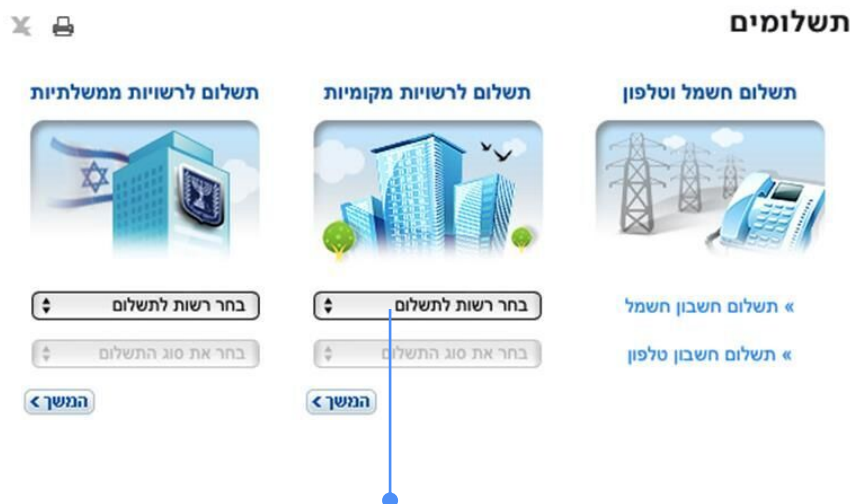 תשלומים
תשלום חשמל וטלפון
« תשלום חשבון חשמל
« תשלום חשבון טלפון
תשלום לרשויות מקומיות
בחר רשות לתשלום
בחר את סוג התשלום
המשך >
תשלום לרשויות ממשלתיות
בחר רשות לתשלום
בחר את סוג התשלום
המשך >